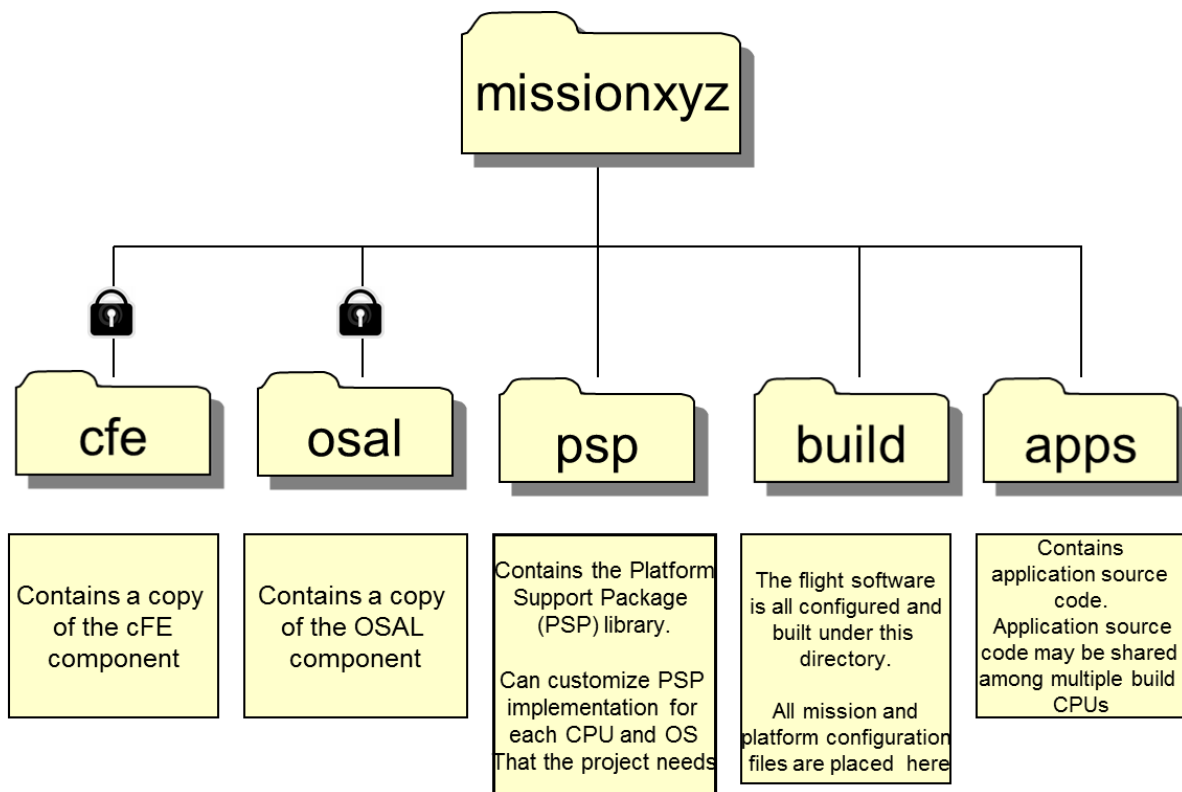 missionxyz
cfe
osal
psp
build
apps
Contains a copy
of the cFE
component
Contains a copy
of the OSAL
component
Contains the Platform
Support Package
(PSP) library.
Can customize PSP
implementation for
each CPU and OS
That the project needs
The flight software
is all configured and
built under this
directory.
All mission and
platform configuration
files are placed here
Contains
application source
code.
Application source
code may be shared
among multiple build
CPUs